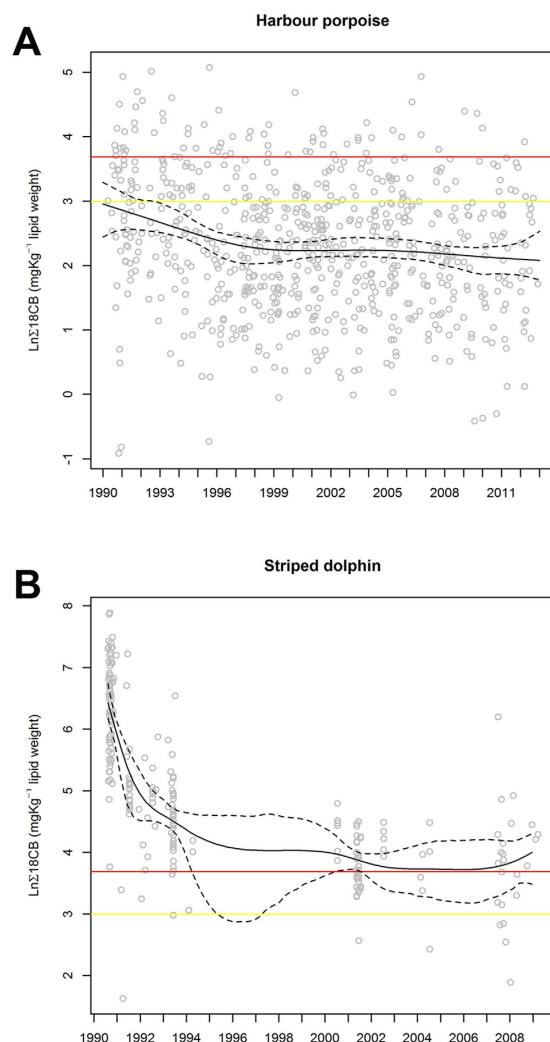 Harbour porpoise
A
5
4
3
2
1
0
-1
LnΣ18CB (mgKg⁻¹ lipid weight)
1990 1993 1996 1999 2002 2005 2008 2011
Striped dolphin
B
8
7
6
5
4
3
2
LnΣ18CB (mgKg⁻¹ lipid weight)
1990 1992 1994 1996 1998 2000 2002 2004 2006 2008